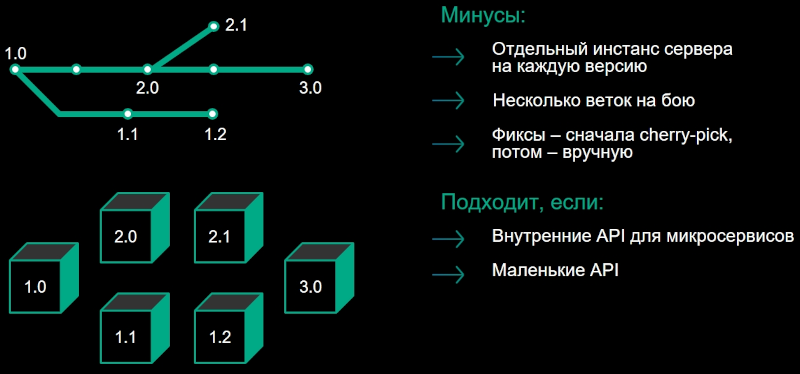 2.1
1.0
2.0
3.0
1.1
1.2
2.0
2.1
1.0
3.0
1.1
1.2
Минусы:
Отдельный инстанс сервера
на каждую версию
Несколько веток на бою
Фиксы – сначала cherry-pick,
потом – вручную
Подходит, если:
Внутренние API для микросервисов
Маленькие API